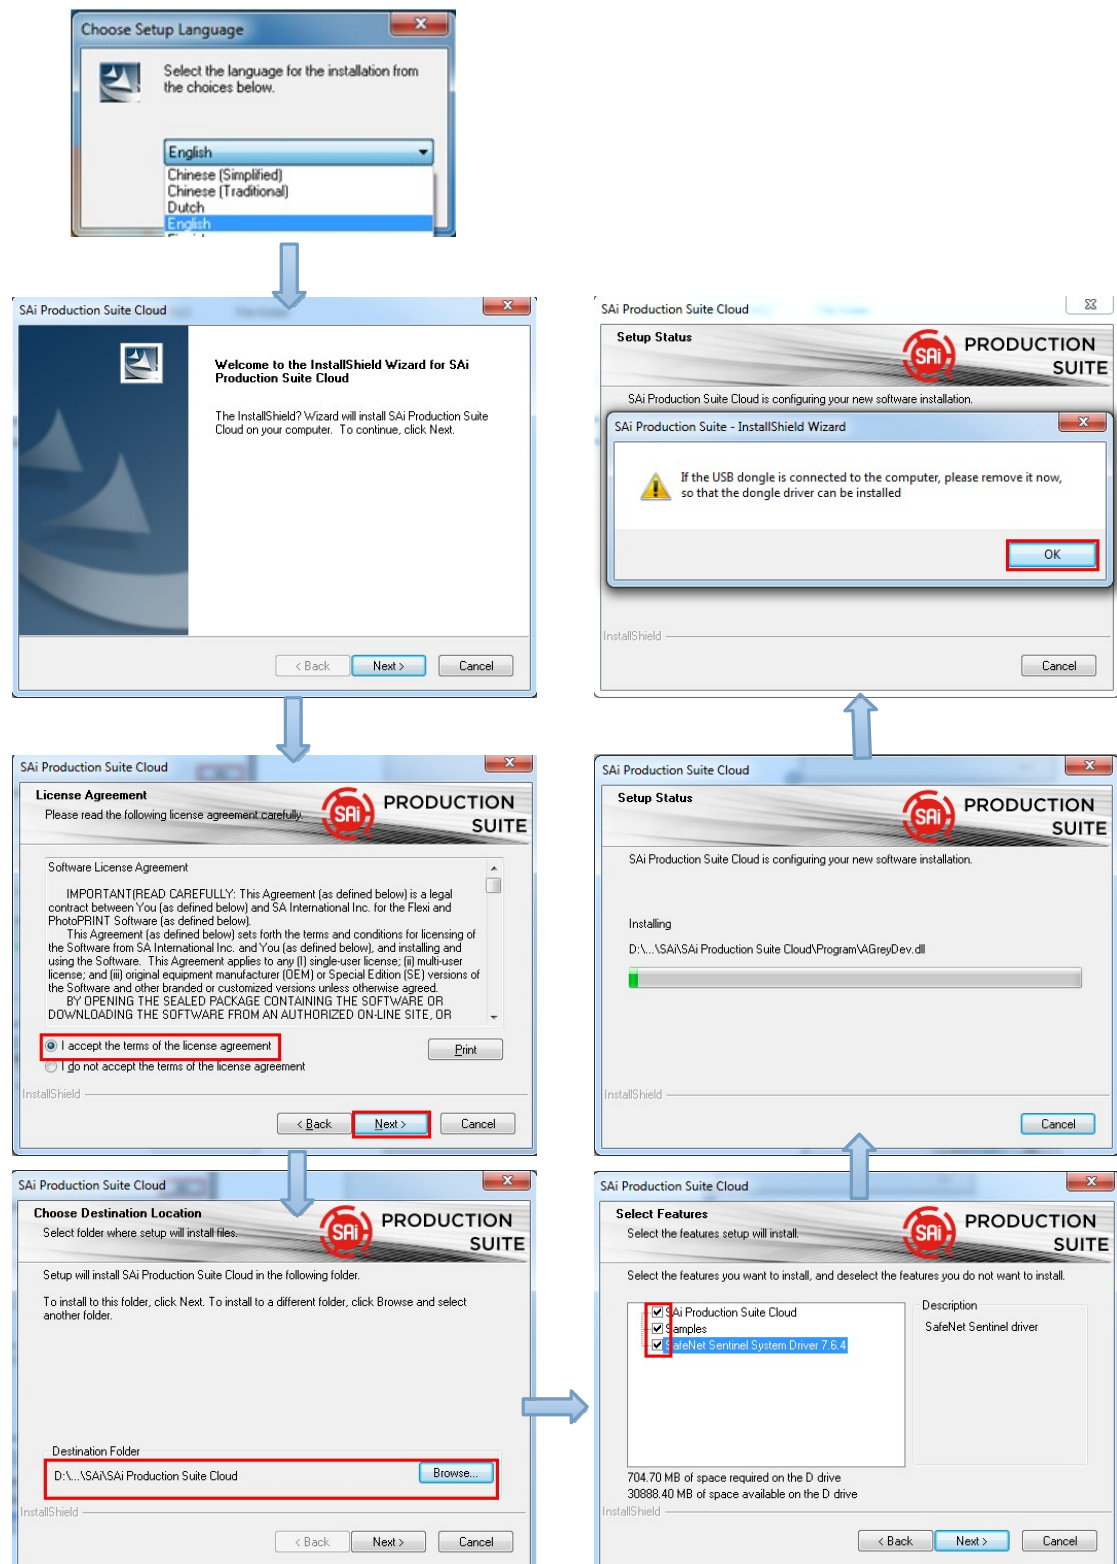 Choose Setup Language
Select the language for the installation from
the choices below.
English
Chinese (Simplified)
Chinese (Traditional)
Dutch
English
SAi Production Suite Cloud
Welcome to the InstallShield Wizard for SAi
Production Suite Cloud
The InstallShield? Wizard will install SAi Production Suite
Cloud on your computer. To continue, click Next.
< Back
Next >
Cancel
SAi Production Suite Cloud
License Agreement
Please read the following license agreement carefully.
SAi
PRODUCTION
SUITE
Software License Agreement
IMPORTANT(READ CAREFULLY: This Agreement (as defined below) is a legal
contract between You (as defined below) and SA International Inc. for the Flexi and
PhotoPRINT Software (as defined below).
This Agreement (as defined below) sets forth the terms and conditions for licensing of
the Software from SA International Inc. and You (as defined below), and installing and
using the Software. This Agreement applies to any (I) single-user license; (ii) multi-user
license; and (iii) original equipment manufacturer (OEM) or Special Edition (SE) versions of
the Software and other branded or customized versions unless otherwise agreed.
BY OPENING THE SEALED PACKAGE CONTAINING THE SOFTWARE OR
DOWNLOADING THE SOFTWARE FROM AN AUTHORIZED ON-LINE SITE, OR
I accept the terms of the license agreement
Print
I do not accept the terms of the license agreement
InstallShield
< Back
Next >
Cancel
SAi Production Suite Cloud
Choose Destination Location
Select folder where setup will install files.
SAi
PRODUCTION
SUITE
Setup will install SAi Production Suite Cloud in the following folder.
To install to this folder, click Next. To install to a different folder, click Browse and select
another folder.
Destination Folder
D:\...\SAi\SAi Production Suite Cloud
Browse...
InstallShield
< Back
Next >
Cancel
SAi Production Suite Cloud
Select Features
Select the features setup will install.
SAi
PRODUCTION
SUITE
Select the features you want to install, and deselect the features you do not want to install.
SAi Production Suite Cloud
Samples
SafeNet Sentinel System Driver 7.6.4
Description
SafeNet Sentinel driver
704.70 MB of space required on the D drive
30888.40 MB of space available on the D drive
InstallShield
< Back
Next >
Cancel
SAi Production Suite Cloud
Setup Status
SAi
PRODUCTION
SUITE
SAi Production Suite Cloud is configuring your new software installation.
Installing
D:\...\SAi\SAi Production Suite Cloud\Program\AGreyDev.dll
InstallShield
Cancel
SAi Production Suite Cloud
Setup Status
SAi
PRODUCTION
SUITE
SAi Production Suite Cloud is configuring your new software installation.
SAi Production Suite - InstallShield Wizard
If the USB dongle is connected to the computer, please remove it now,
so that the dongle driver can be installed
OK
InstallShield
Cancel